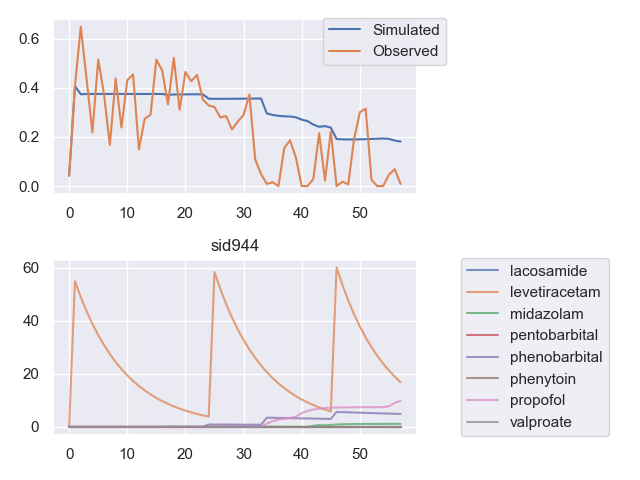 Simulated
Observed
0.6
0.4
0.2
0.0
0 10 20 30 40 50
sid944
60
40
20
0
0 10 20 30 40 50
lacosamide
levetiracetam
midazolam
pentobarbital
phenobarbital
phenytoin
propofol
valproate